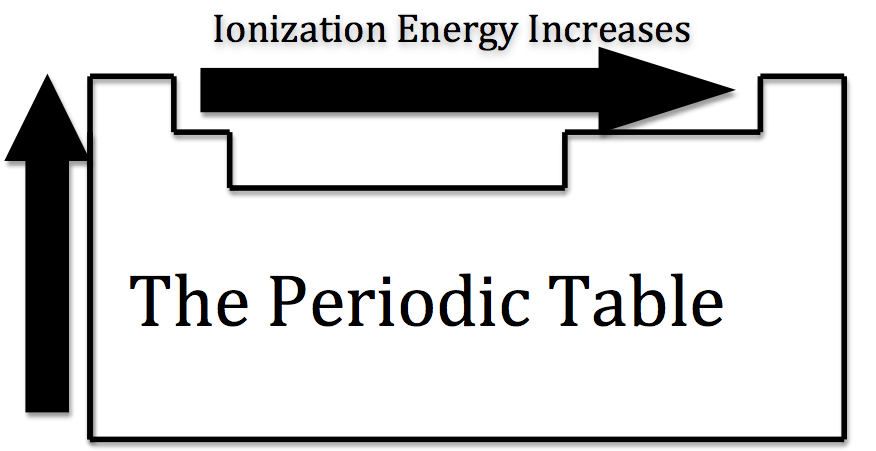 Ionization Energy Increases
The Periodic Table